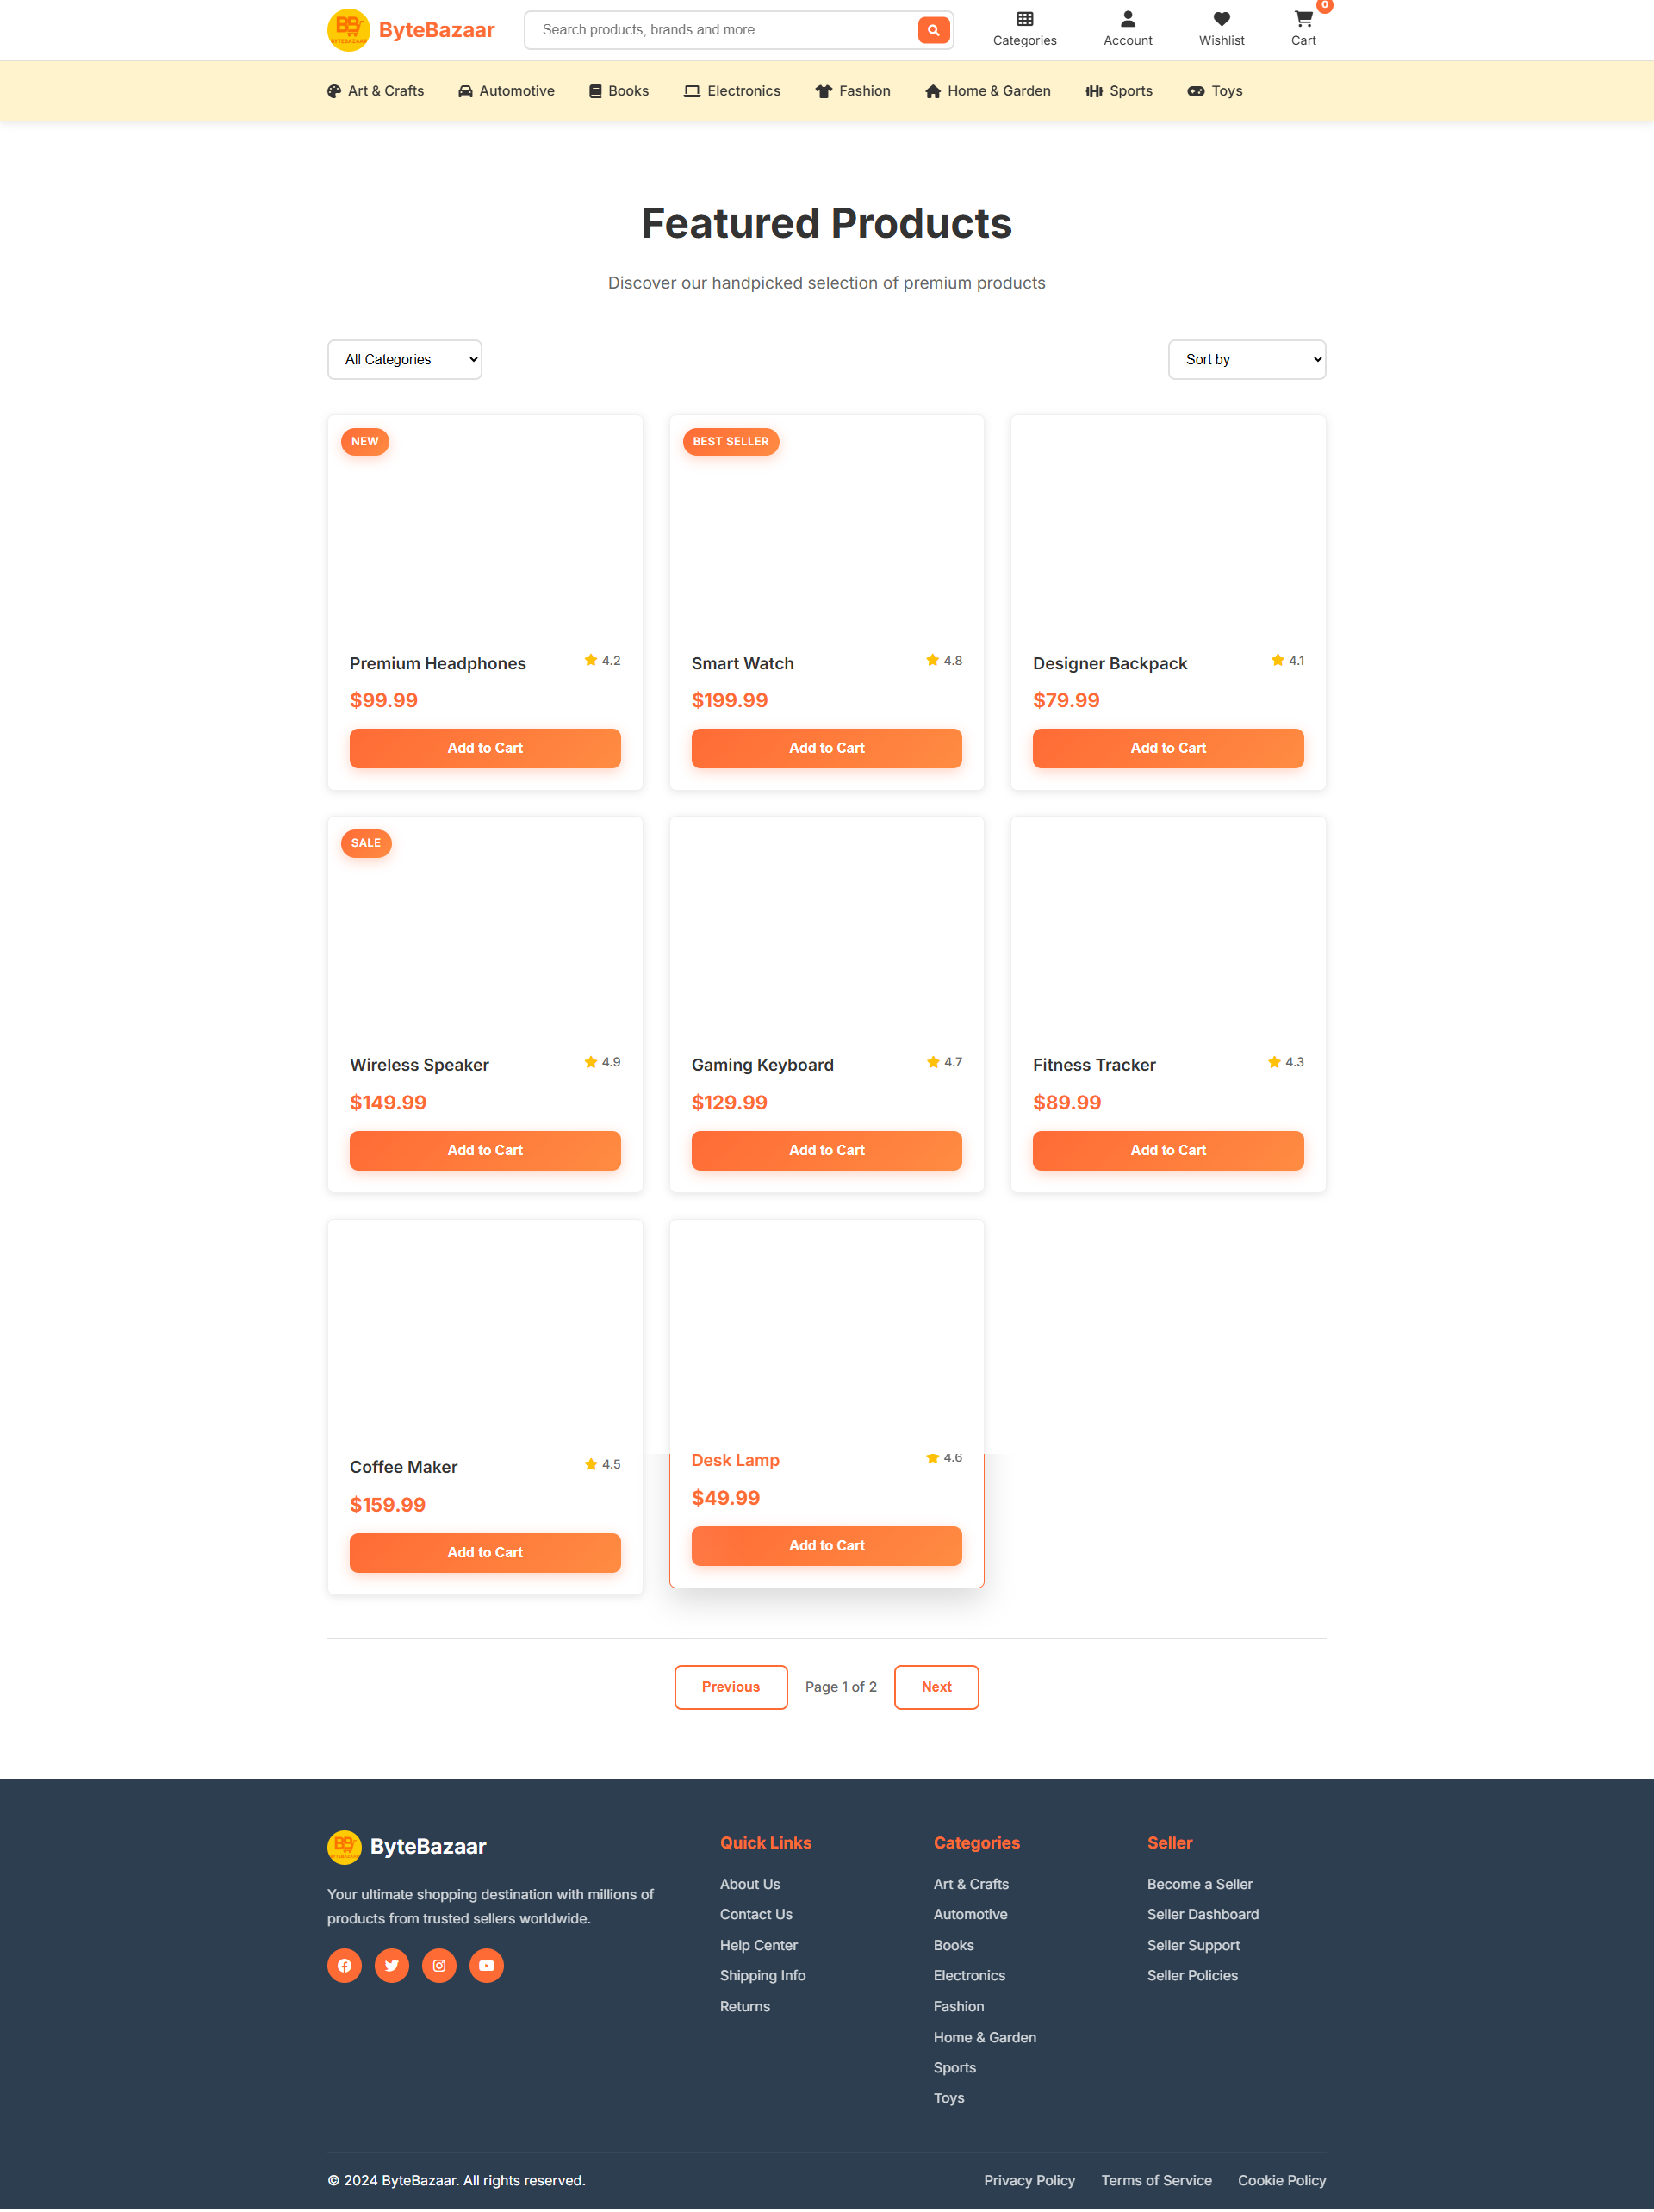 ByteBazaar
Search products, brands and more...
Categories
Account
Wishlist
0
Cart
Art & Crafts
Automotive
Books
Electronics
Fashion
Home & Garden
Sports
Toys
Featured Products
Discover our handpicked selection of premium products
All Categories
Sort by
NEW
Premium Headphones
4.2
$99.99
Add to Cart
BEST SELLER
Smart Watch
4.8
$199.99
Add to Cart
Designer Backpack
4.1
$79.99
Add to Cart
SALE
Wireless Speaker
4.9
$149.99
Add to Cart
Gaming Keyboard
4.7
$129.99
Add to Cart
Fitness Tracker
4.3
$89.99
Add to Cart
Coffee Maker
4.5
$159.99
Add to Cart
Desk Lamp
4.6
$49.99
Add to Cart
Previous
Page 1 of 2
Next
ByteBazaar
Your ultimate shopping destination with millions of
products from trusted sellers worldwide.
Quick Links
About Us
Contact Us
Help Center
Shipping Info
Returns
Categories
Art & Crafts
Automotive
Books
Electronics
Fashion
Home & Garden
Sports
Toys
Seller
Become a Seller
Seller Dashboard
Seller Support
Seller Policies
© 2024 ByteBazaar. All rights reserved.
Privacy Policy
Terms of Service
Cookie Policy